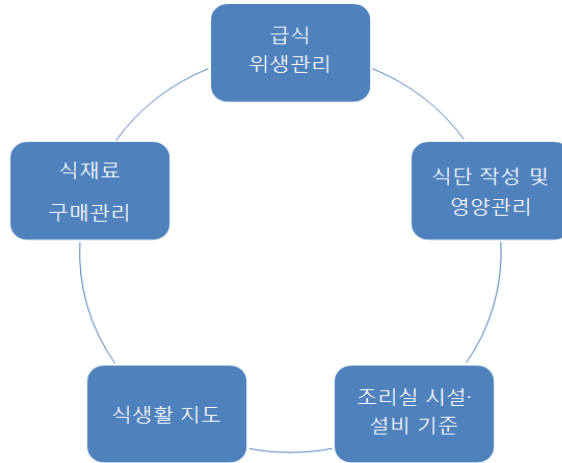 급식
위생관리
식단 작성 및
영양관리
조리실 시설·
설비 기준
식생활 지도
식재료
구매관리